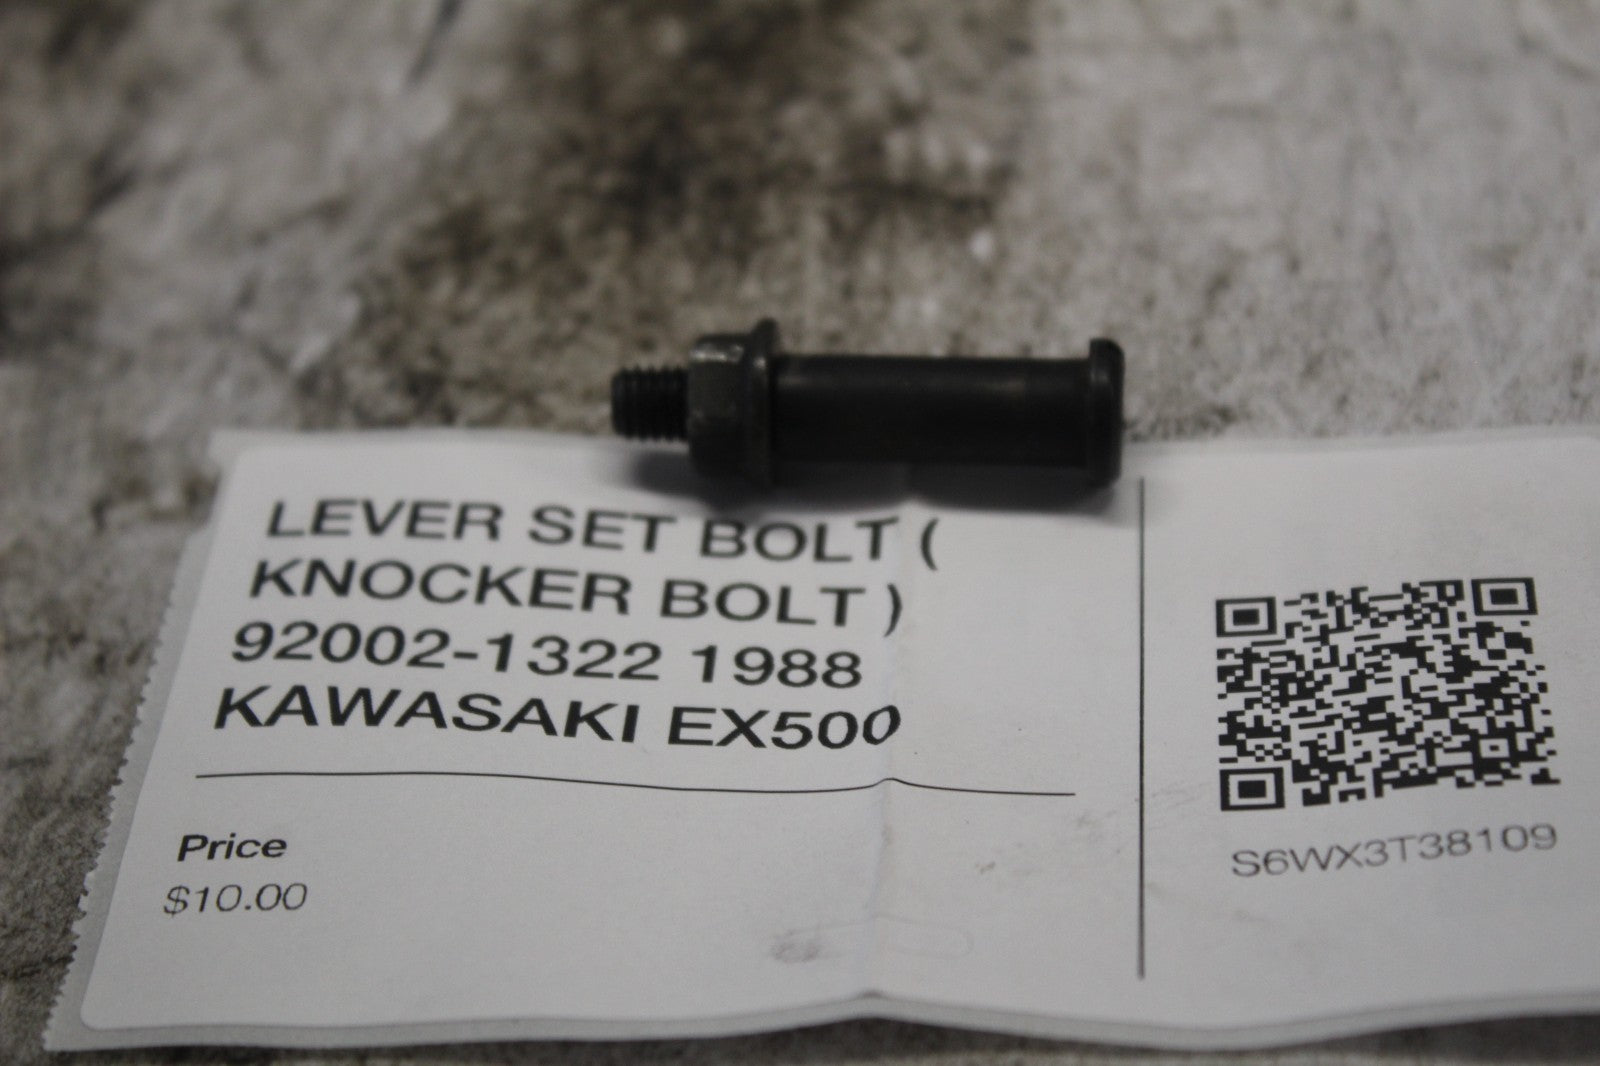 LEVER SET BOLT (
KNOCKER BOLT )
92002-1322 1988
KAWASAKI EX500
Price
$10.00
S6WX3T38109